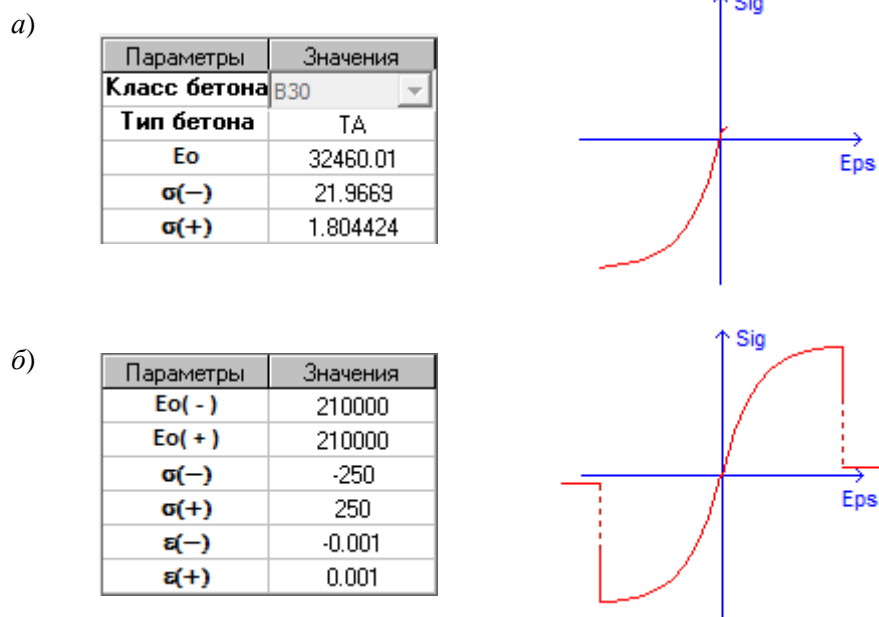 а)
Sig
Параметры Значения
Класс бетона B30
Тип бетона ТА
Eo 32460.01
σ(−) 21.9669
σ(+) 1.804424
Eps
б)
Sig
Параметры Значения
Eo( - ) 210000
Eo( + ) 210000
σ(−) -250
σ(+) 250
ε(−) -0.001
ε(+) 0.001
Eps